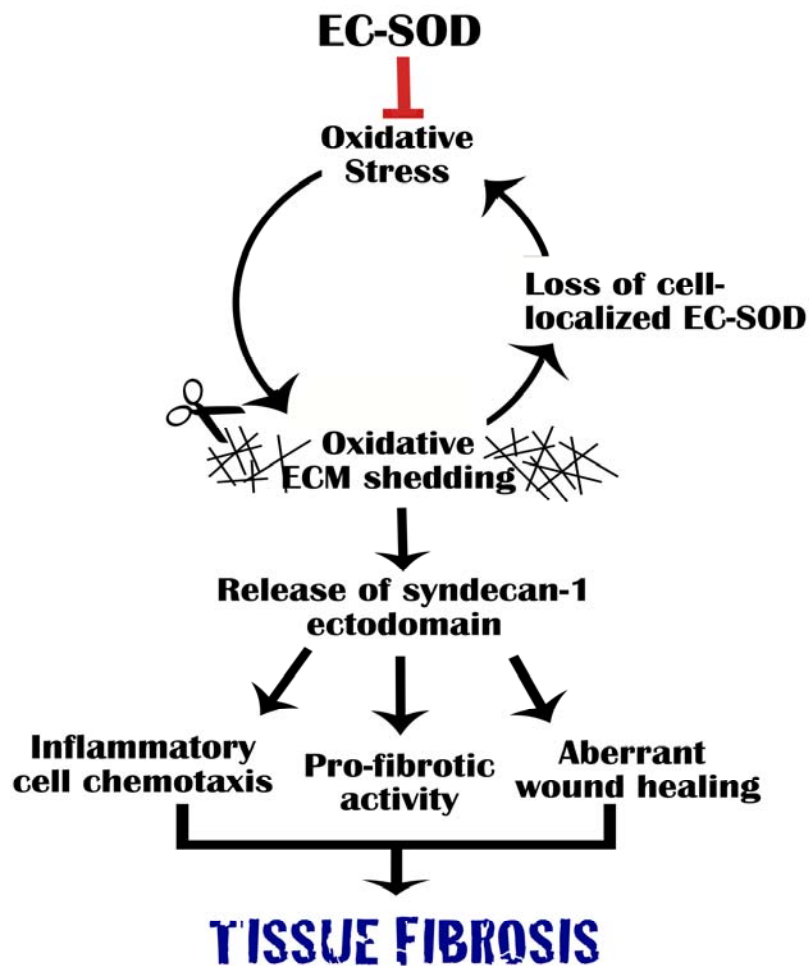 EC-SOD
Oxidative
Stress
Loss of cell-
localized EC-SOD
Oxidative
ECM shedding
Release of syndecan-1
ectodomain
Inflammatory
cell chemotaxis
Pro-fibrotic
activity
Aberrant
wound healing
TISSUE FIBROSIS